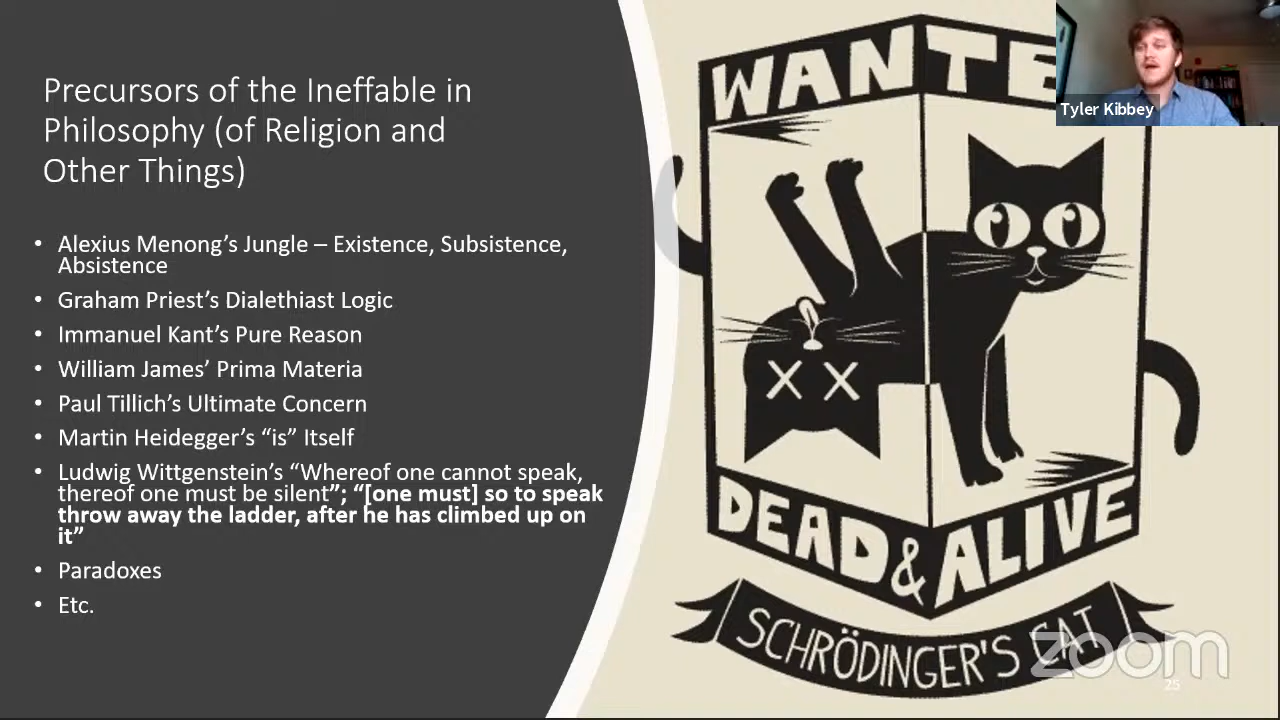 Precursors of the Ineffable in
Philosophy (of Religion and
Other Things)
• Alexius Menong's Jungle – Existence, Subsistence,
Absistence
• Graham Priest's Dialethiast Logic
• Immanuel Kant's Pure Reason
• William James' Prima Materia
• Paul Tillich's Ultimate Concern
• Martin Heidegger's "is" Itself
• Ludwig Wittgenstein's "Whereof one cannot speak,
thereof one must be silent"; "[one must] so to speak
throw away the ladder, after he has climbed up on
it"
• Paradoxes
• Etc.
WANTE
DEAD & ALIVE
SCHRÖDINGER'S CAT
Tyler Kibbey
zoom
25